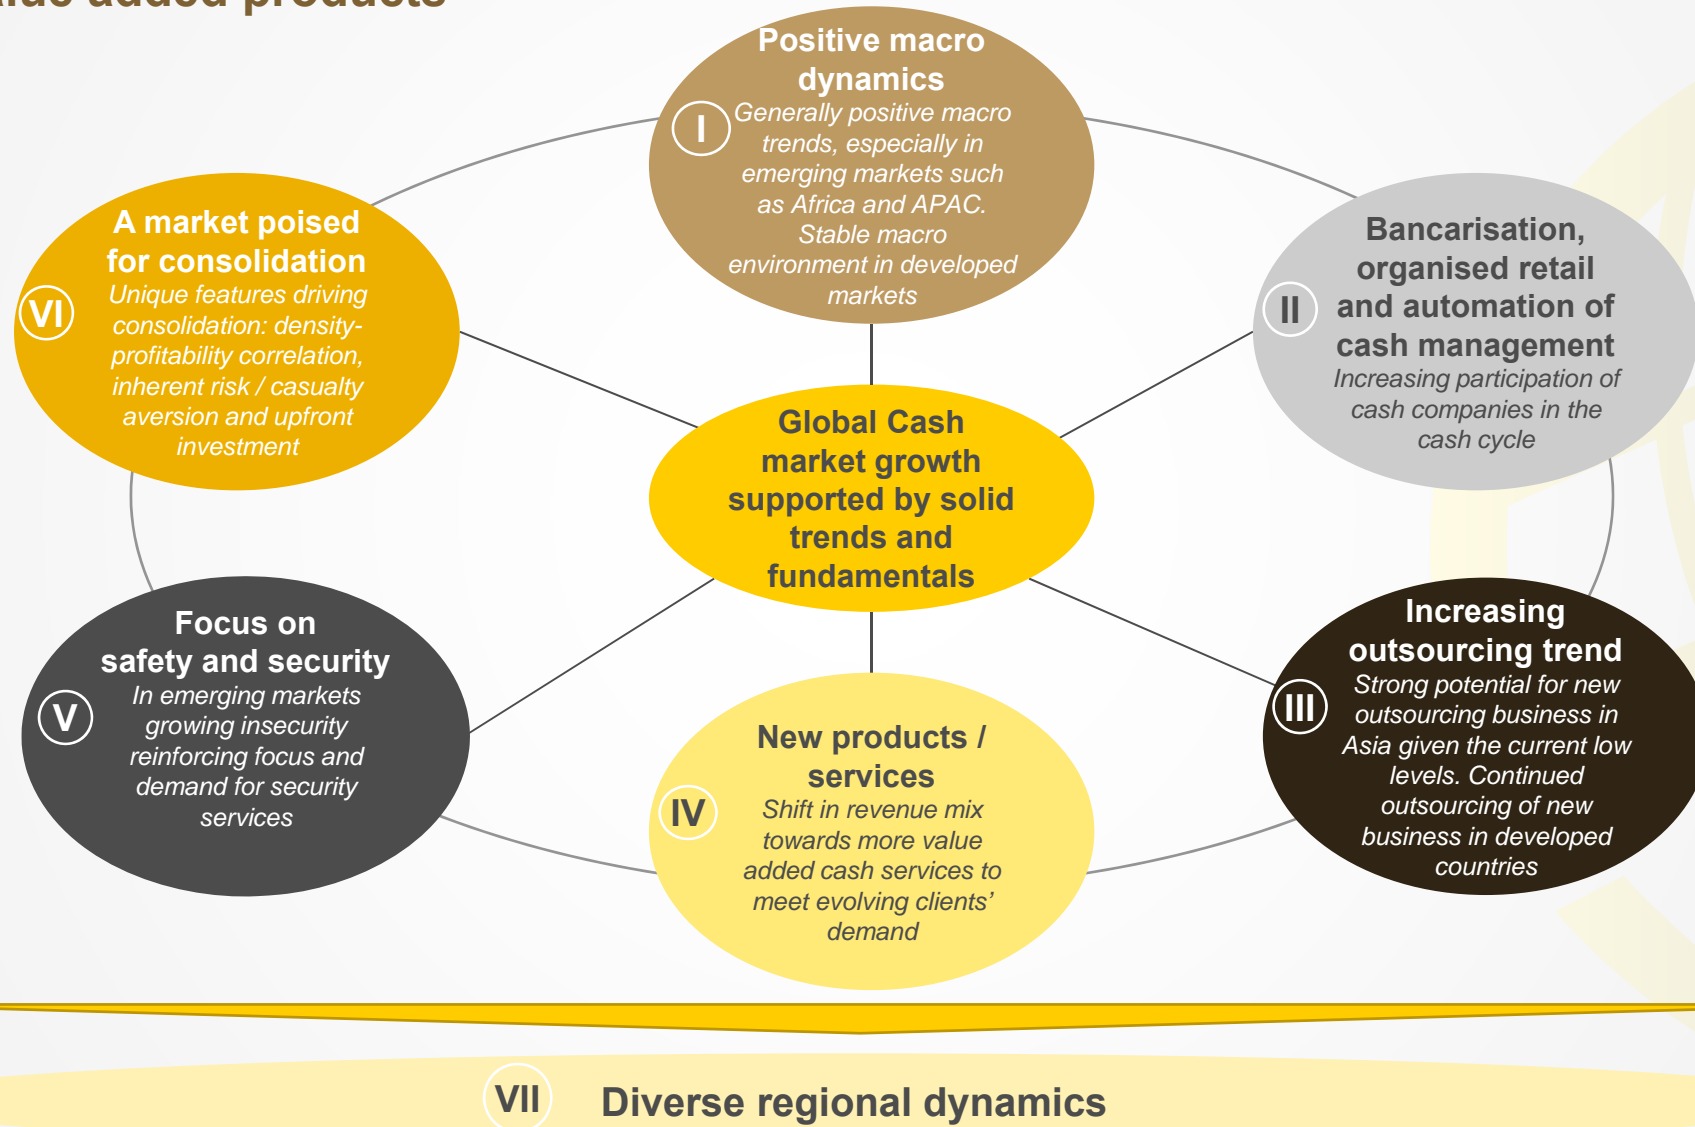 added products
Positive macro
dynamics
I
Generally positive macro
trends, especially in
emerging markets such
as Africa and APAC.
Stable macro
environment in developed
markets
II
Bancarisation,
organised retail
and automation of
cash management
Increasing participation of
cash companies in the
cash cycle
III
Increasing
outsourcing trend
Strong potential for new
outsourcing business in
Asia given the current low
levels. Continued
outsourcing of new
business in developed
countries
IV
New products /
services
Shift in revenue mix
towards more value
added cash services to
meet evolving clients’
demand
V
Focus on
safety and security
In emerging markets
growing insecurity
reinforcing focus and
demand for security
services
VI
A market poised
for consolidation
Unique features driving
consolidation: density-
profitability correlation,
inherent risk / casualty
aversion and upfront
investment
Global Cash
market growth
supported by solid
trends and
fundamentals
VII Diverse regional dynamics